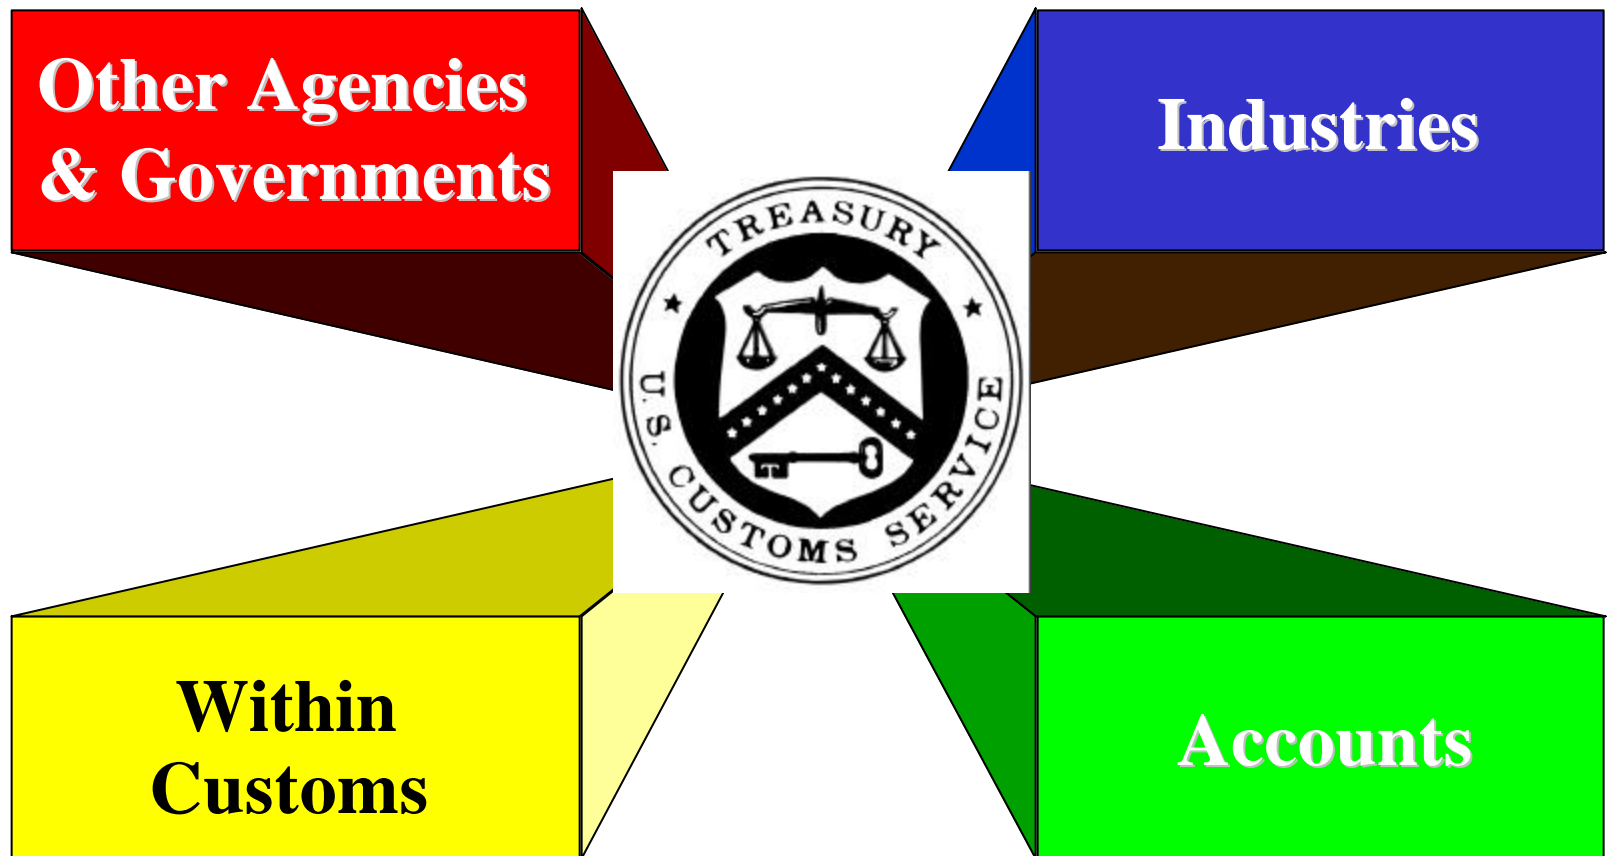 Other Agencies
& Governments
Industries
TREASURY
U.S. CUSTOMS SERVICE
Within
Customs
Accounts